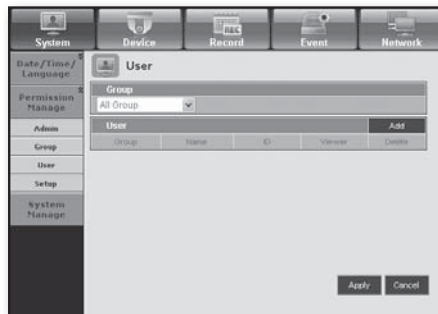 System Device Record Event Network
REC
Date/Time/
Language
Permission
Manage
Admin
Group
User
Setup
System
Manage
User
Group
All Group
User Add
Group Name ID Viewer Delete
Apply Cancel